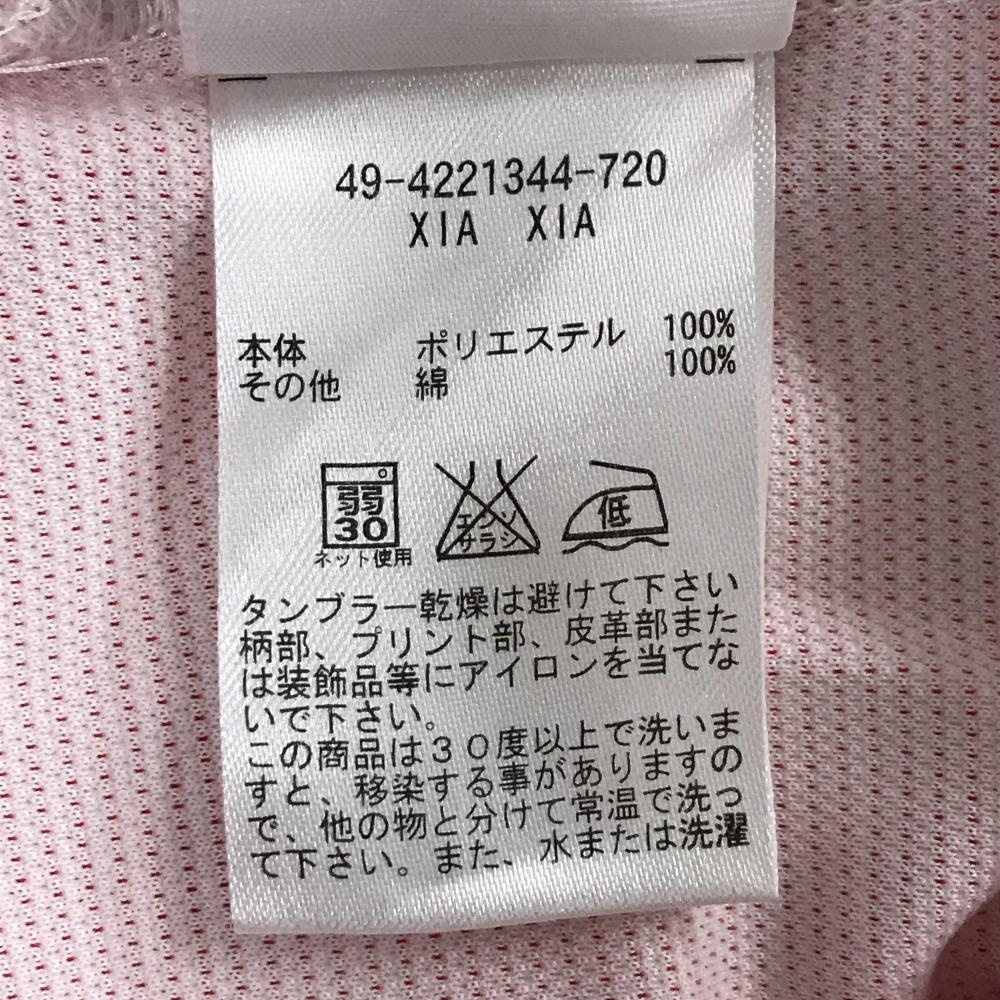 49-4221344-720
XIA XIA
本体 ポリエステル 100%
その他 綿 100%
弱
30
ネット使用
エンソ
サラシ
低
タンブラー乾燥は避けて下さい
柄部、プリント部、皮革部また
は装飾品等にアイロンを当てな
いで下さい。
この商品は30度以上で洗いま
すと、移染する事がありますの
で、他の物と分けて常温で洗っ
て下さい。また、水または洗濯